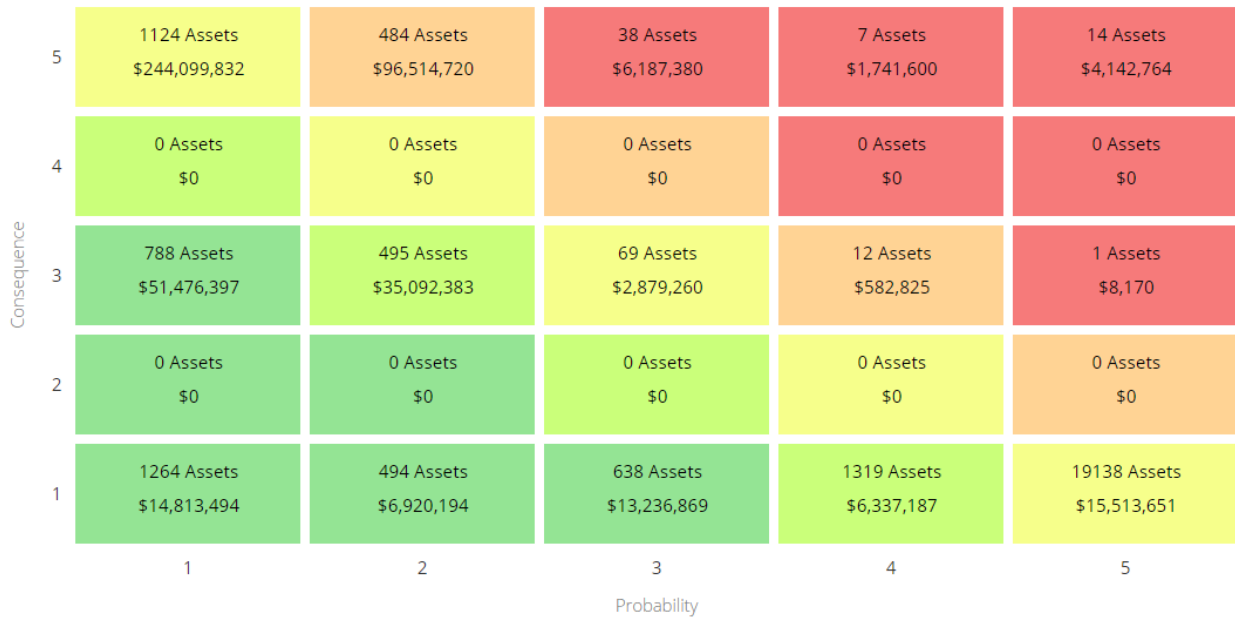 5
1124 Assets
$244,099,832
484 Assets
$96,514,720
38 Assets
$6,187,380
7 Assets
$1,741,600
14 Assets
$4,142,764
4
0 Assets
$0
0 Assets
$0
0 Assets
$0
0 Assets
$0
0 Assets
$0
Consequence
3
788 Assets
$51,476,397
495 Assets
$35,092,383
69 Assets
$2,879,260
12 Assets
$582,825
1 Assets
$8,170
2
0 Assets
$0
0 Assets
$0
0 Assets
$0
0 Assets
$0
0 Assets
$0
1
1264 Assets
$14,813,494
494 Assets
$6,920,194
638 Assets
$13,236,869
1319 Assets
$6,337,187
19138 Assets
$15,513,651
1
2
3
4
5
Probability